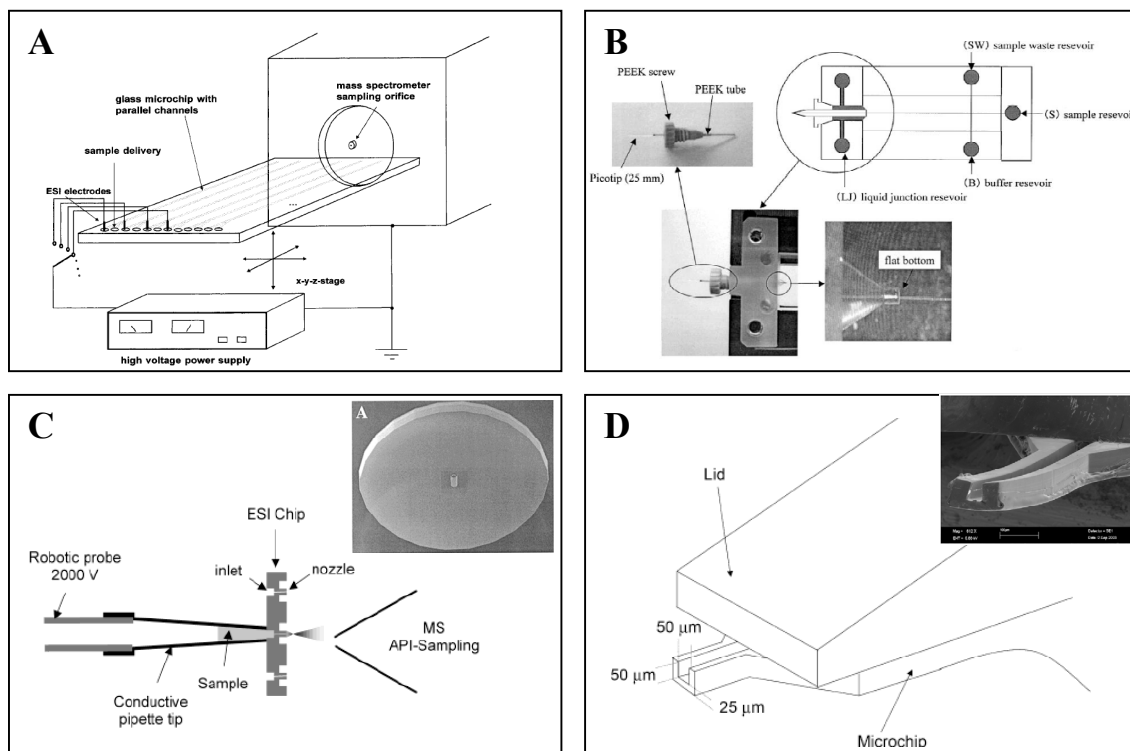 A
glass microchip with
parallel channels
mass spectrometer
sampling orifice
sample delivery
ESI electrodes
...
x-y-z-stage
high voltage power supply
B
(SW) sample waste resevoir
PEEK screw
PEEK tube
(S) sample resevoir
Picotip (25 mm)
(B) buffer resevoir
(LJ) liquid junction resevoir
flat bottom
C
A
ESI Chip
Robotic probe
2000 V
inlet
nozzle
MS
API-Sampling
Sample
Conductive
pipette tip
D
Lid
50 μm
50 μm
25 μm
Microchip